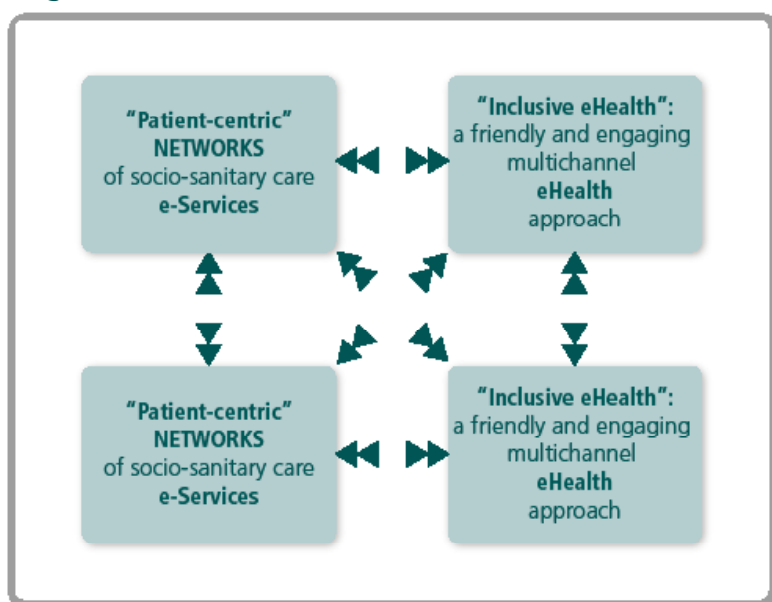 “Patient-centric”
NETWORKS
of socio-sanitary care
e-Services
“Inclusive eHealth”:
a friendly and engaging
multichannel
eHealth
approach
“Patient-centric”
NETWORKS
of socio-sanitary care
e-Services
“Inclusive eHealth”:
a friendly and engaging
multichannel
eHealth
approach